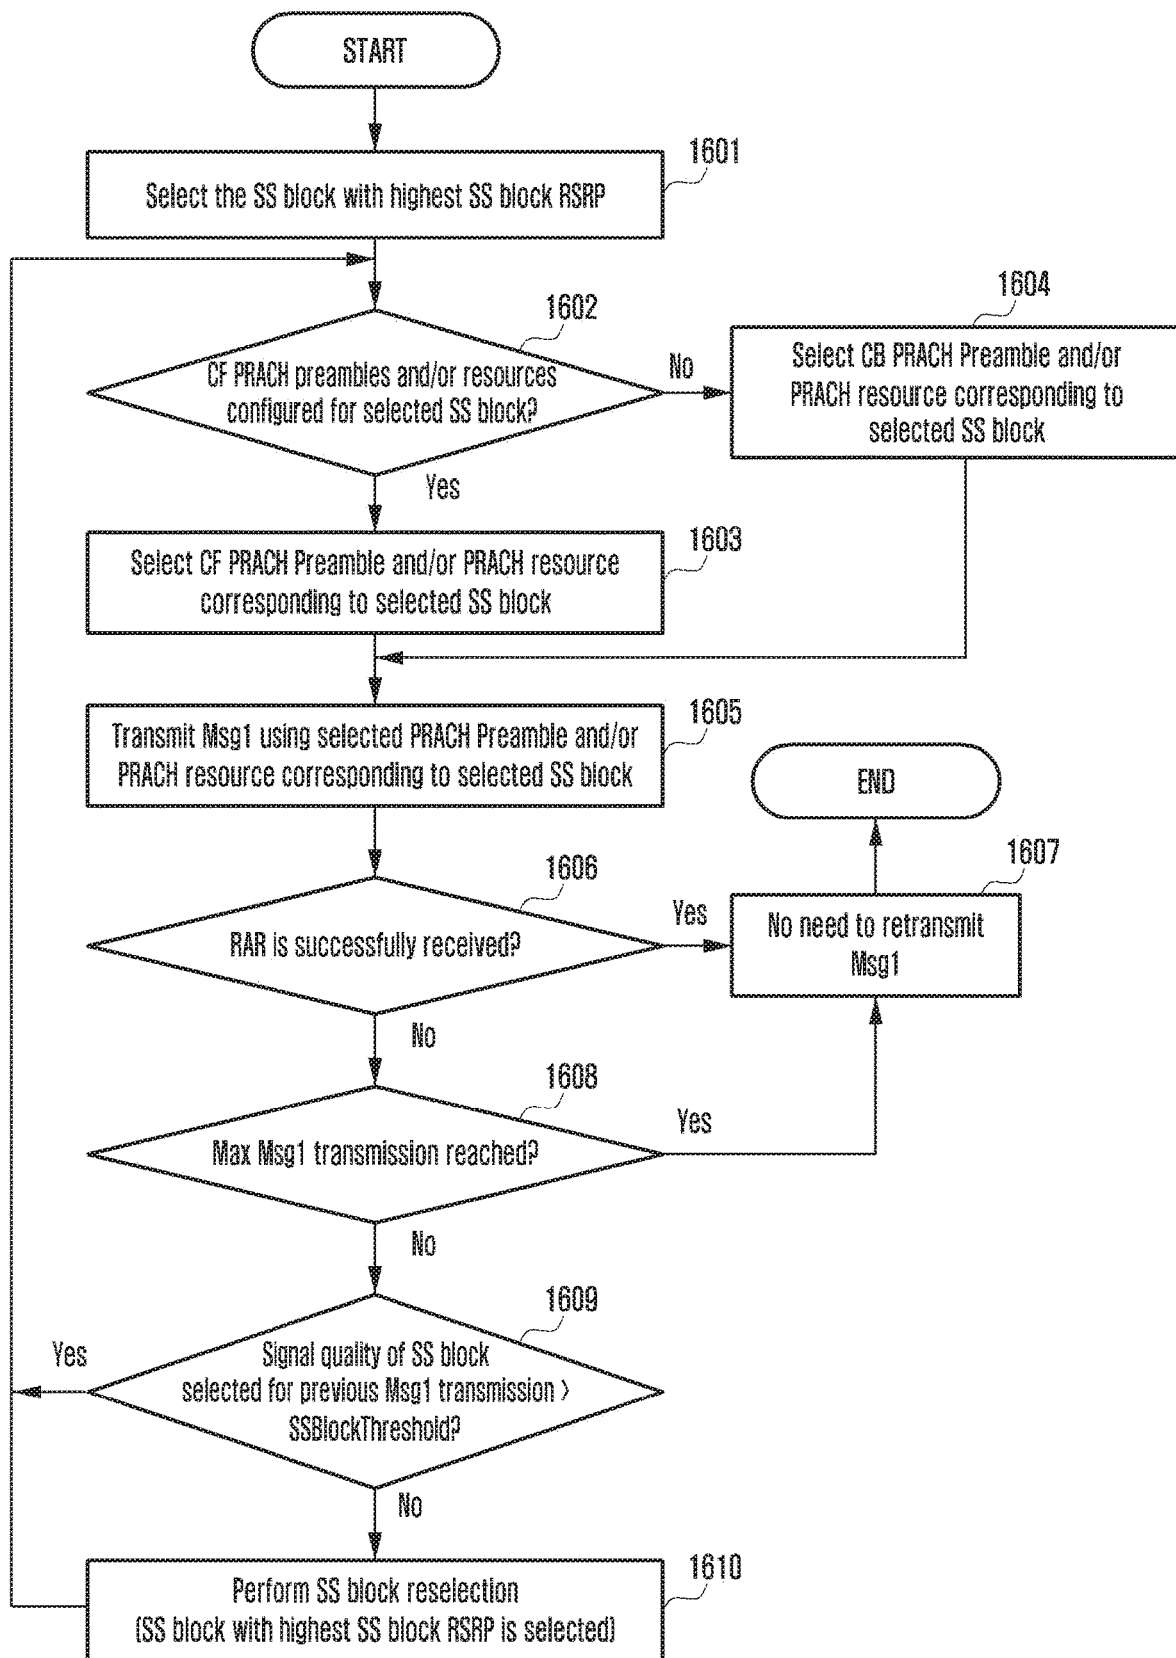 START
1601
Select the SS block with highest SS block RSRP
1602
CF PRACH preambles and/or resources
configured for selected SS block?
No
1604
Select CB PRACH Preamble and/or
PRACH resource corresponding to
selected SS block
Yes
1603
Select CF PRACH Preamble and/or PRACH resource
corresponding to selected SS block
1605
Transmit Msg1 using selected PRACH Preamble and/or
PRACH resource corresponding to selected SS block
END
1606
RAR is successfully received?
Yes
1607
No need to retransmit
Msg1
No
1608
Max Msg1 transmission reached?
Yes
No
1609
Signal quality of SS block
selected for previous Msg1 transmission >
SSBlockThreshold?
Yes
No
1610
Perform SS block reselection
(SS block with highest SS block RSRP is selected)